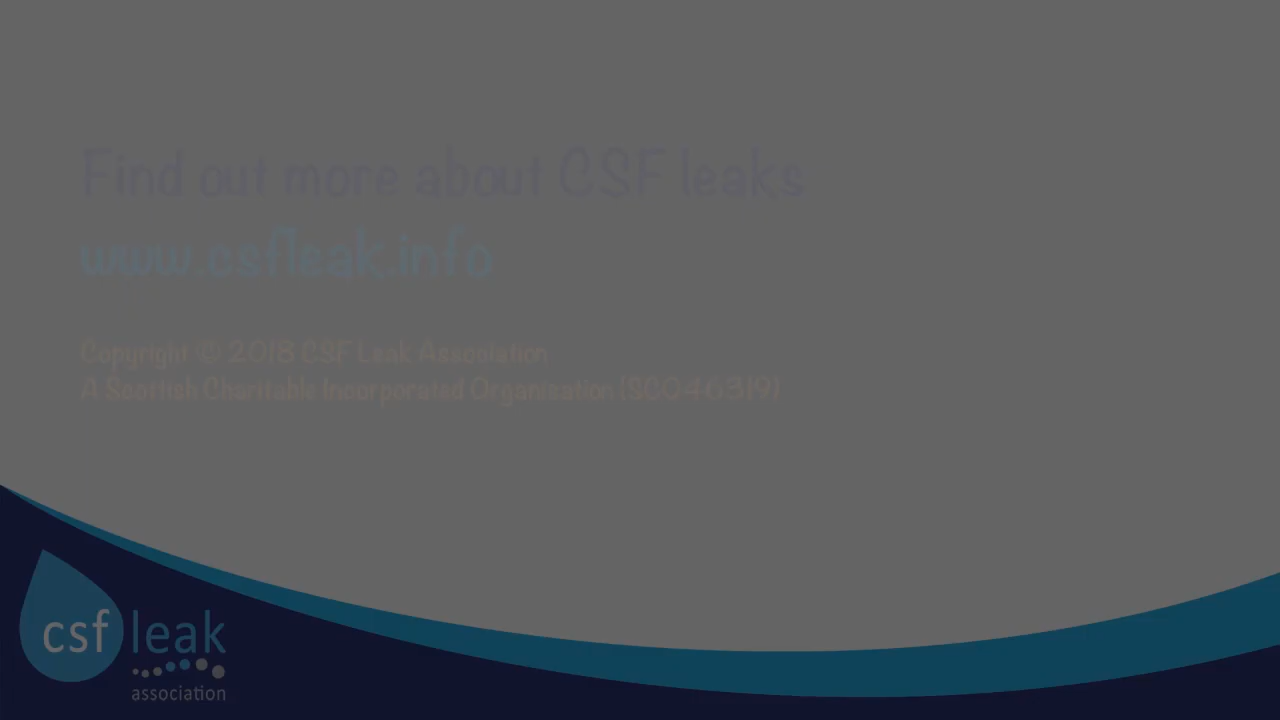 Find out more about CSF leaks
www.csfleak.info
Copyright © 2018 CSF Leak Association
A Scottish Charitable Incorporated Organisation (SC046319)
csf leak
association